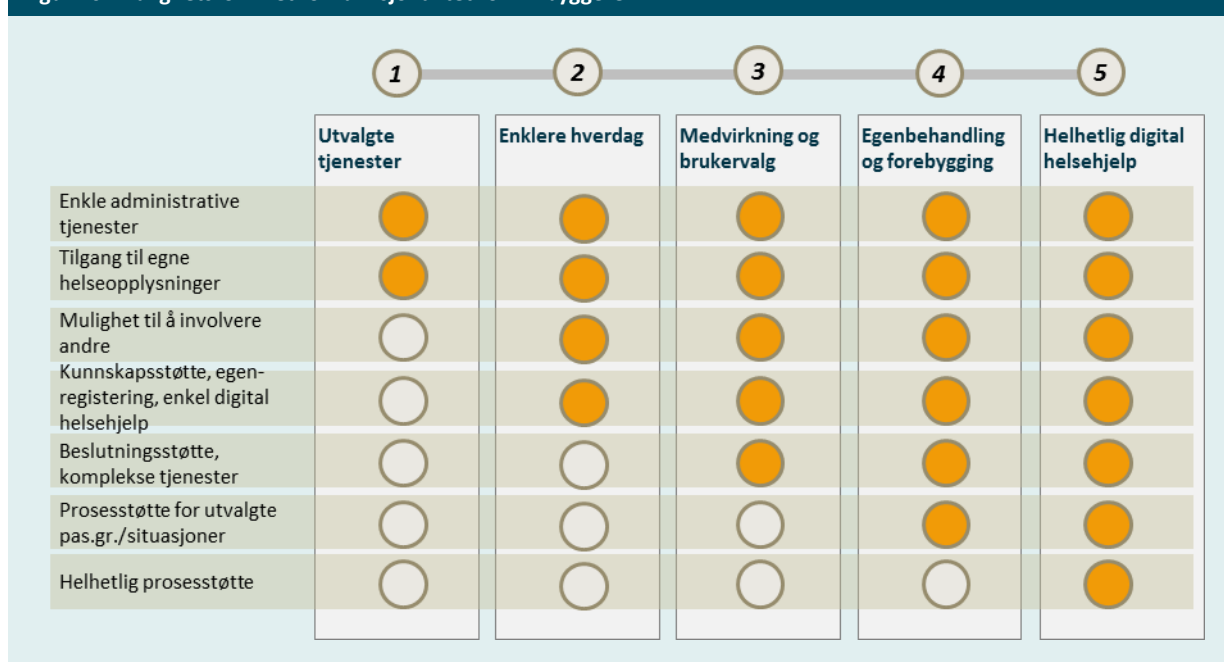 1 2 3 4 5
Utvalgte
tjenester
Enklere hverdag
Medvirkning og
brukervalg
Egenbehandling
og forebygging
Helhetlig digital
helsehjelp
Enkle administrative
tjenester
Tilgang til egne
helseopplysninger
Mulighet til å involvere
andre
Kunnskapsstøtte, egen-
registering, enkel digital
helsehjelp
Beslutningsstøtte,
komplekse tjenester
Prosesstøtte for utvalgte
pas.gr./situasjoner
Helhetlig prosesstøtte